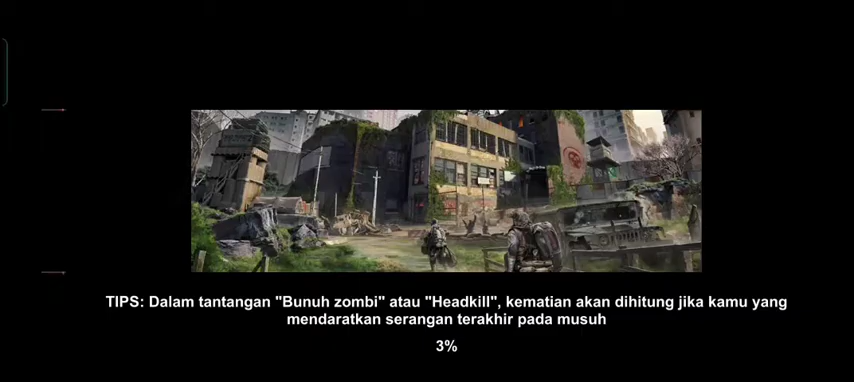 TIPS: Dalam tantangan "Bunuh zombi" atau "Headkill", kematian akan dihitung jika kamu yang
mendaratkan serangan terakhir pada musuh
3%